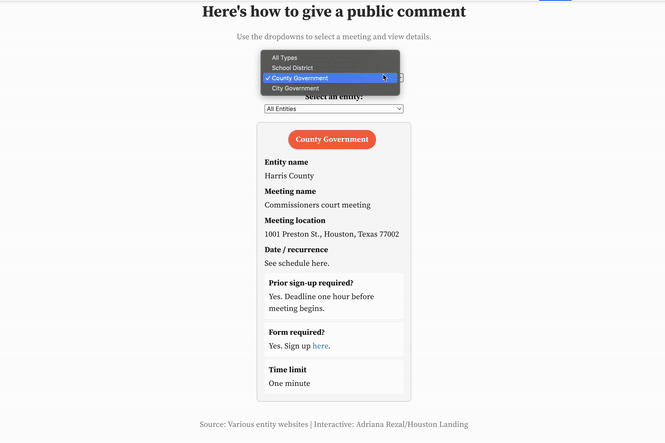 Here's how to give a public comment
Use the dropdowns to select a meeting and view details.
All Types
School District
✓ County Government
City Government
Select an entity:
All Entities
County Government
Entity name
Harris County
Meeting name
Commissioners court meeting
Meeting location
1001 Preston St., Houston, Texas 77002
Date / recurrence
See schedule here.
Prior sign-up required?
Yes. Deadline one hour before
meeting begins.
Form required?
Yes. Sign up here.
Time limit
One minute
Source: Various entity websites | Interactive: Adriana Rezal/Houston Landing